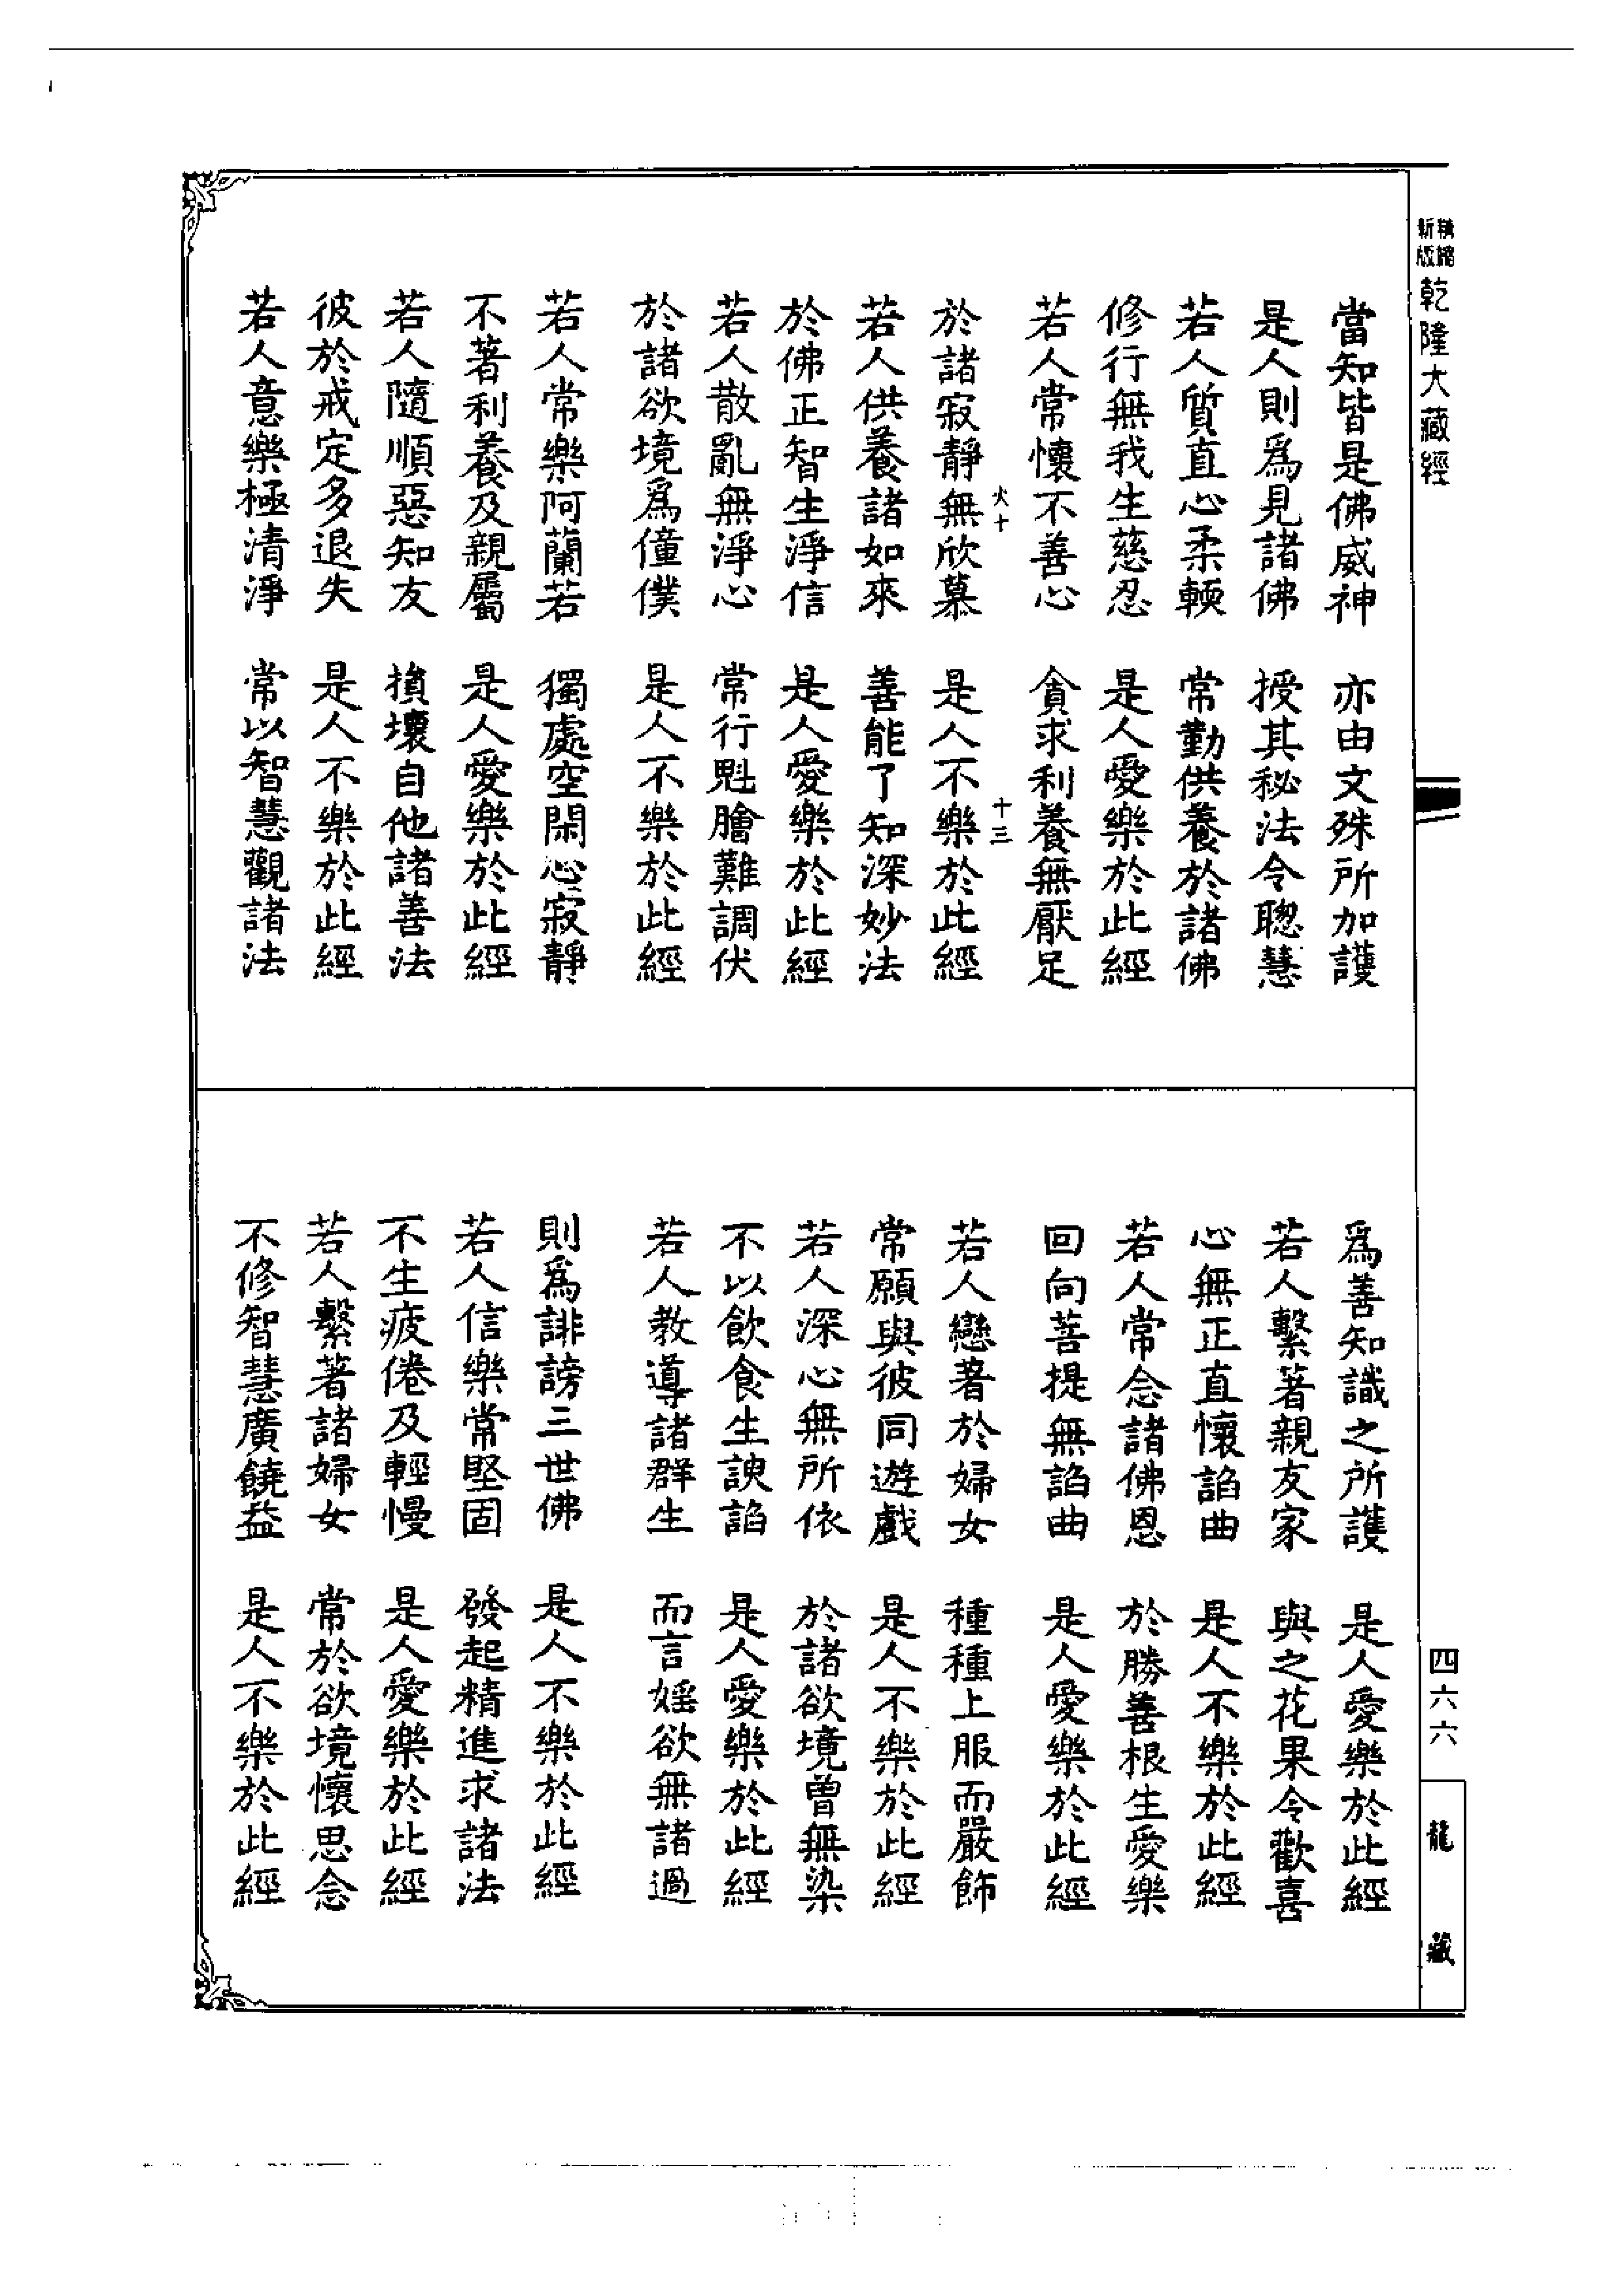 精縮新版
乾隆大藏經
當知皆是佛威神　亦由文殊所加護
是人則爲見諸佛　授其秘法令聰慧
若人質直心柔輭　常勤供養於諸佛
修行無我生慈忍　是人愛樂於此經
若人常懷不善心　貪求利養無厭足
火十　十三
於諸寂靜無欣慕　是人不樂於此經
若人供養諸如來　善能了知深妙法
於佛正智生淨信　是人愛樂於此經
若人散亂無淨心　常行魁膾難調伏
於諸欲境爲僮僕　是人不樂於此經
若人常樂阿蘭若　獨處空閑心寂靜
不著利養及親屬　是人愛樂於此經
若人隨順惡知友　損壞自他諸善法
彼於戒定多退失　是人不樂於此經
若人意樂極清淨　常以智慧觀諸法
爲善知識之所護　是人愛樂於此經
若人繫著親友家　與之花果令歡喜
心無正直懷諂曲　是人不樂於此經
若人常念諸佛恩　於勝善根生愛樂
回向菩提無諂曲　是人愛樂於此經
若人戀著於婦女　種種上服而嚴飾
常願與彼同遊戲　是人不樂於此經
若人深心無所依　於諸欲境曾無染
不以飲食生諛諂　是人愛樂於此經
若人教導諸群生　而言婬欲無諸過
則爲誹謗三世佛　是人不樂於此經
若人信樂常堅固　發起精進求諸法
不生疲倦及輕慢　是人愛樂於此經
若人繫著諸婦女　常於欲境懷思念
不修智慧廣饒益　是人不樂於此經
四六六
龍藏